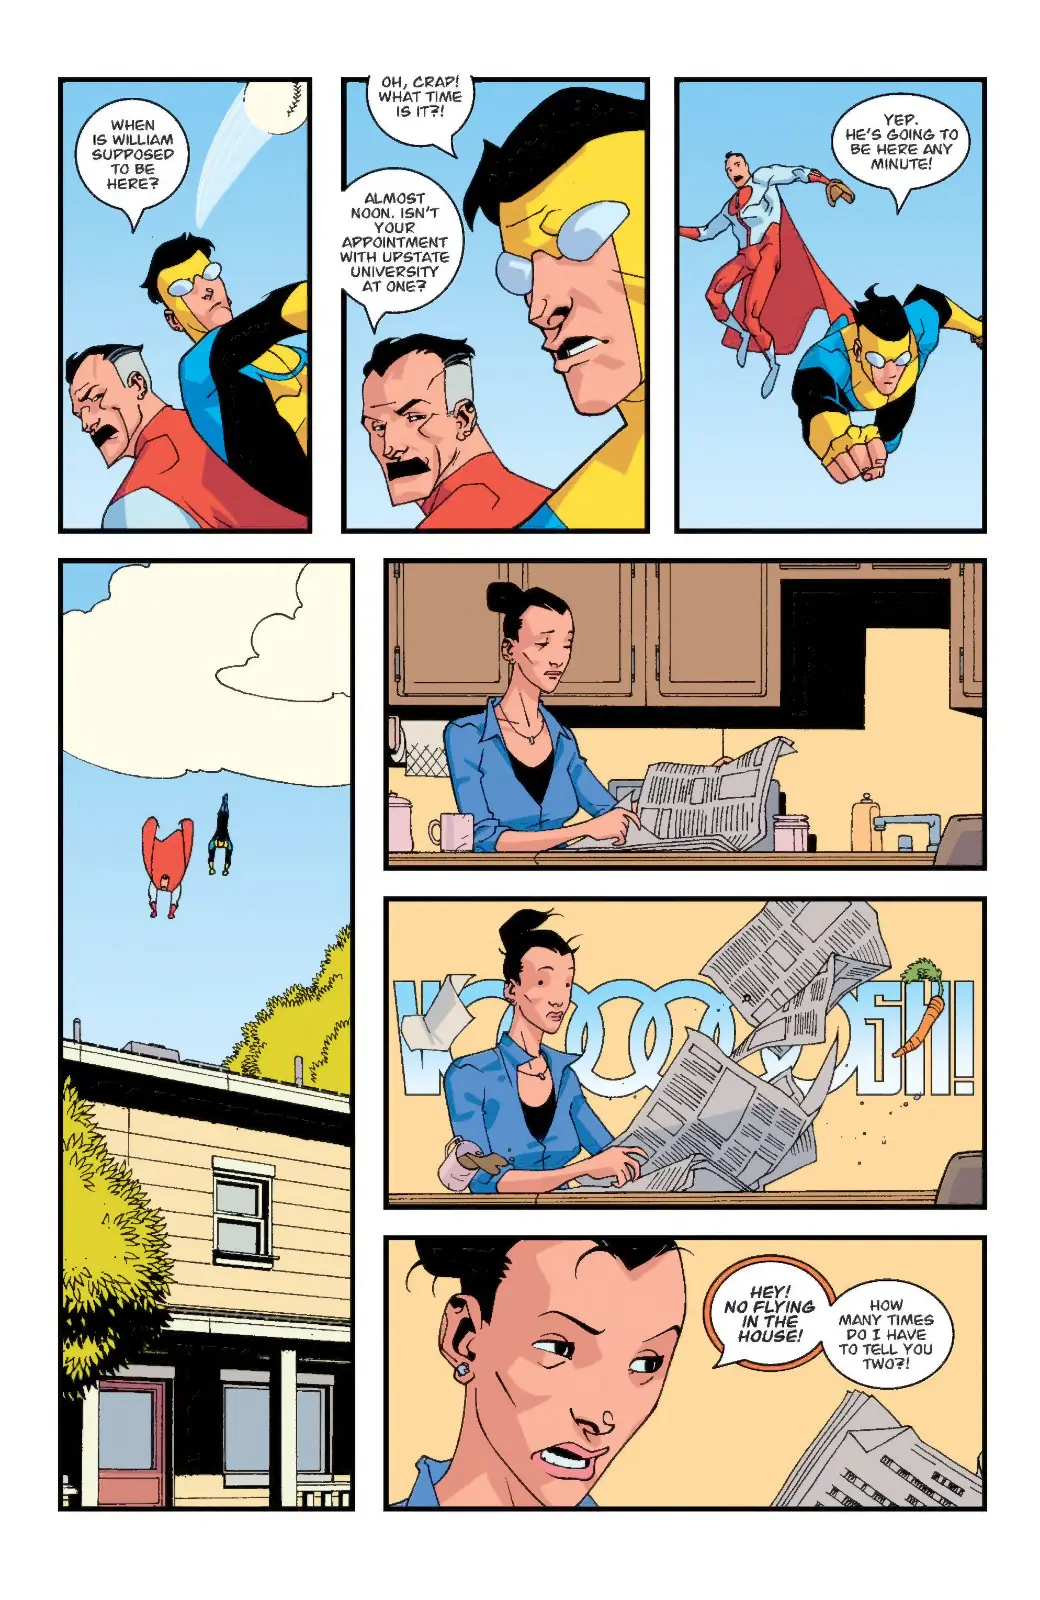 WHEN
IS WILLIAM
SUPPOSED
TO BE
HERE?
OH, CRAP!
WHAT TIME
IS IT?!
ALMOST
NOON. ISN'T
YOUR
APPOINTMENT
WITH UPSTATE
UNIVERSITY
AT ONE?
YEP.
HE'S GOING TO
BE HERE ANY
MINUTE!
WOOOOOSH!
HEY!
NO FLYING
IN THE
HOUSE!
HOW
MANY TIMES
DO I HAVE
TO TELL YOU
TWO?!